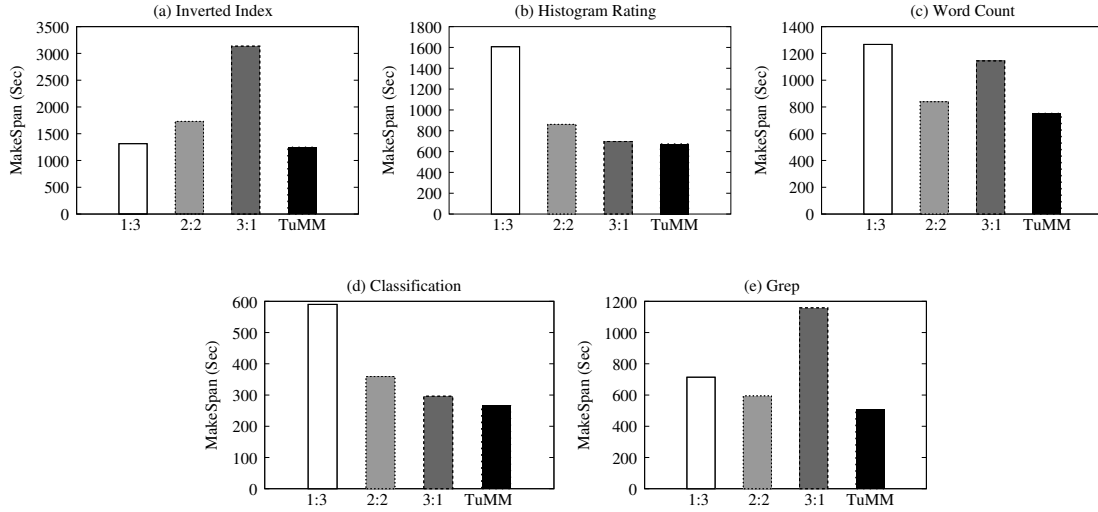 (a) Inverted Index
MakeSpan (Sec)
3500
3000
2500
2000
1500
1000
500
0
1:3 2:2 3:1 TuMM
(b) Histogram Rating
MakeSpan (Sec)
1800
1600
1400
1200
1000
800
600
400
200
0
1:3 2:2 3:1 TuMM
(c) Word Count
MakeSpan (Sec)
1400
1200
1000
800
600
400
200
0
1:3 2:2 3:1 TuMM
(d) Classification
MakeSpan (Sec)
600
500
400
300
200
100
0
1:3 2:2 3:1 TuMM
(e) Grep
MakeSpan (Sec)
1200
1000
800
600
400
200
0
1:3 2:2 3:1 TuMM